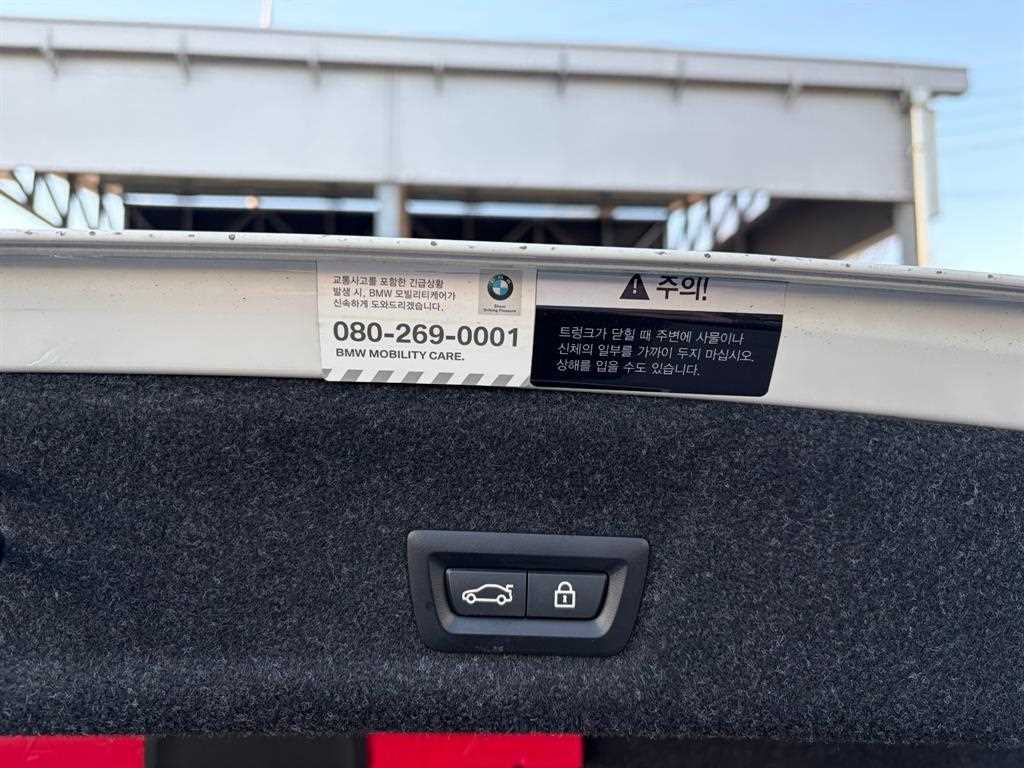 교통사고를 포함한 긴급상황
발생 시, BMW 모빌리티케어가
신속하게 도와드리겠습니다.
080-269-0001
BMW MOBILITY CARE.
BMW
Sheer
Driving Pleasure
주의!
트렁크가 닫힐 때 주변에 사물이나
신체의 일부를 가까이 두지 마십시오.
상해를 입을 수도 있습니다.